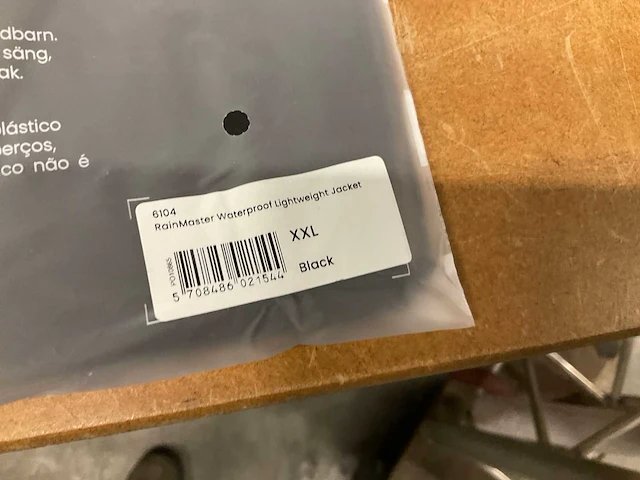 dbarn.
säng,
ak.
lástico
erços,
co não é
6104
RainMaster Waterproof Lightweight Jacket
XXL
Black
5 708486 021544